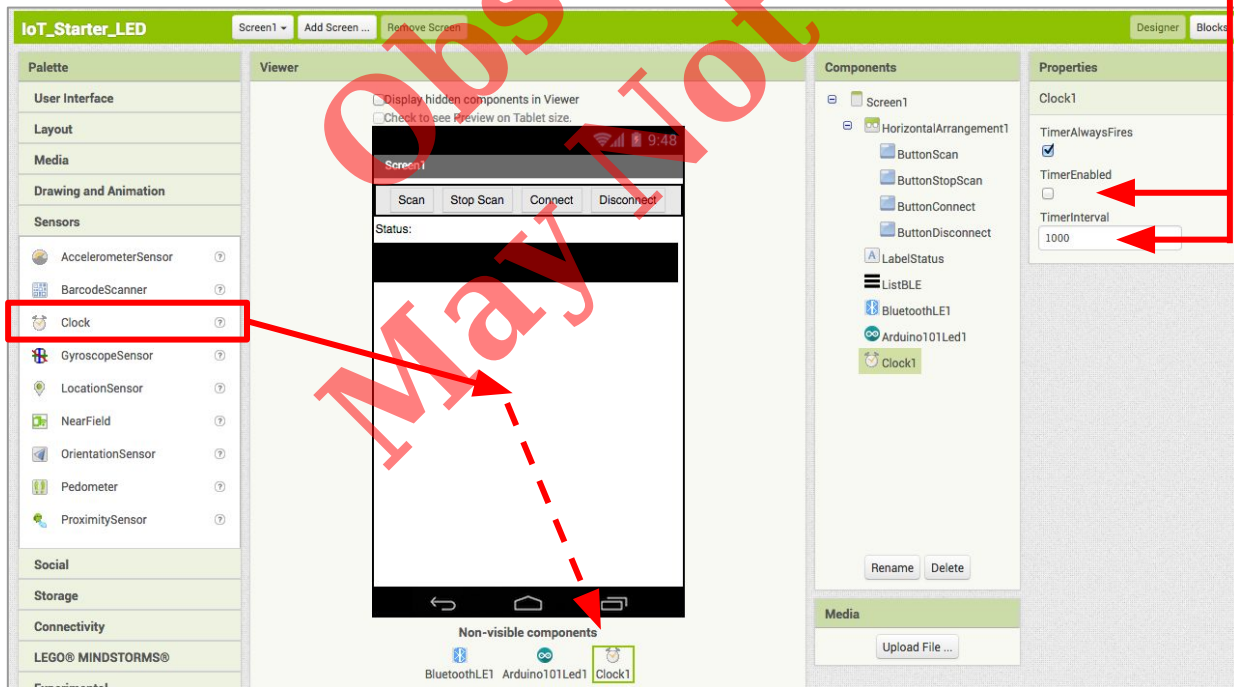 IoT_Starter_LED
Screen1
Add Screen ...
Remove Screen
Designer
Blocks
Palette
User Interface
Layout
Media
Drawing and Animation
Sensors
AccelerometerSensor
BarcodeScanner
Clock
GyroscopeSensor
LocationSensor
NearField
OrientationSensor
Pedometer
ProximitySensor
Social
Storage
Connectivity
LEGO® MINDSTORMS®
Experimental
Viewer
Display hidden components in Viewer
Check to see Preview on Tablet size.
9:48
Screen1
Scan Stop Scan Connect Disconnect
Status:
Non-visible components
BluetoothLE1 Arduino101Led1 Clock1
Components
Screen1
HorizontalArrangement1
ButtonScan
ButtonStopScan
ButtonConnect
ButtonDisconnect
LabelStatus
ListBLE
BluetoothLE1
Arduino101Led1
Clock1
Rename Delete
Media
Upload File ...
Properties
Clock1
TimerAlwaysFires
TimerEnabled
TimerInterval
1000
Obs
May Not